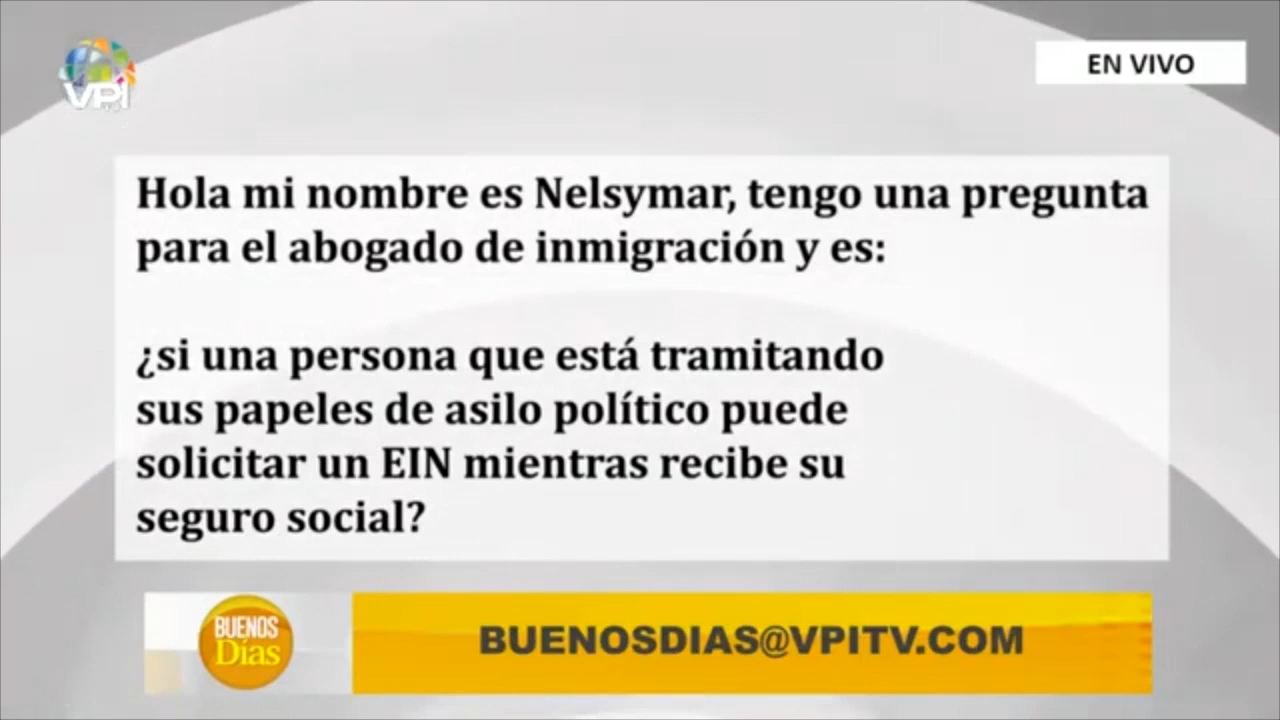 VPI
EN VIVO
Hola mi nombre es Nelsymar, tengo una pregunta
para el abogado de inmigración y es:
¿si una persona que está tramitando
sus papeles de asilo político puede
solicitar un EIN mientras recibe su
seguro social?
BUENOS
Días
BUENOSDIAS@VPITV.COM